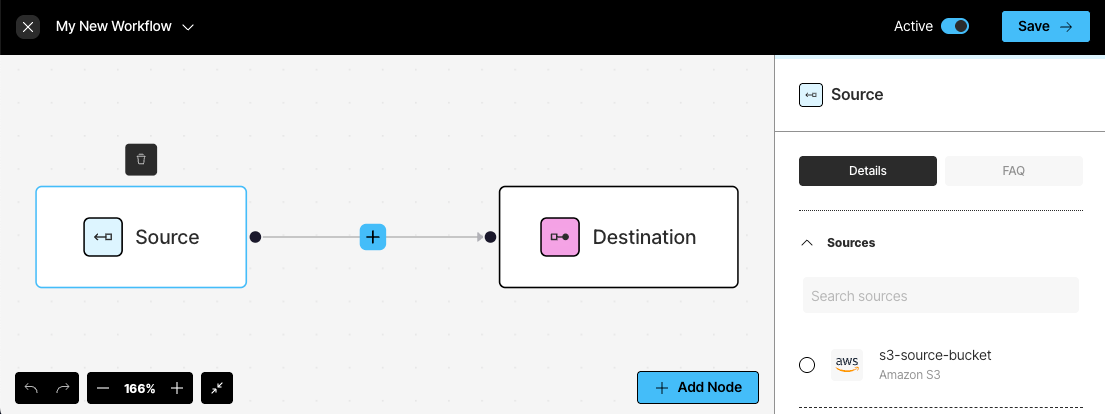 My New Workflow
Active
Save
Source
Details
FAQ
Source
Destination
Sources
Search sources
aws
s3-source-bucket
Amazon S3
166%
Add Node